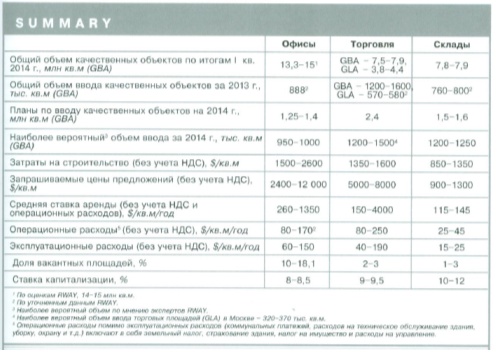 SUMMARY
Офисы Торговля Склады
Общий объем качественных объектов по итогам I кв. 2014 г., млн кв.м (GBA) 13,3–15¹ GBA – 7,5–7,9, GLA – 3,8–4,4 7,8–7,9
Общий объем ввода качественных объектов за 2013 г., тыс. кв.м (GBA) 888² GBA – 1200–1600, GLA – 570–580² 760–800²
Планы по вводу качественных объектов на 2014 г., млн кв.м (GBA) 1,25–1,4 2,4 1,5–1,6
Наиболее вероятный³ объем ввода за 2014 г., тыс. кв.м (GBA) 950–1000 1200–1500⁴ 1200–1250
Затраты на строительство (без учета НДС), $/кв.м 1500–2600 1350–1600 850–1350
Запрашиваемые цены предложений (без учета НДС), $/кв.м 2400–12 000 5000–8000 900–1300
Средняя ставка аренды (без учета НДС и операционных расходов), $/кв.м/год 260–1350 150–4000 115–145
Операционные расходы⁵ (без учета НДС), $/кв.м/год 80–170² 80–250 25–45
Эксплуатационные расходы (без учета НДС), $/кв.м/год 60–150 40–190 15–25
Доля вакантных площадей, % 10–18,1 2–3 1–3
Ставка капитализации, % 8–8,5 9–9,5 10–12
¹ По оценкам RWAY, 14–15 млн кв.м.
² По уточненным данным RWAY.
³ Наиболее вероятный объем по мнению экспертов RWAY.
⁴ Наиболее вероятный объем ввода торговых площадей (GLA) в Москве – 320–370 тыс. кв.м.
⁵ Операционные расходы помимо эксплуатационных расходов (коммунальных платежей, расходов на техническое обслуживание здания,
уборку, охрану и т.д.) включают в себя земельный налог, страхование здания, налог на имущество и расходы на управление.